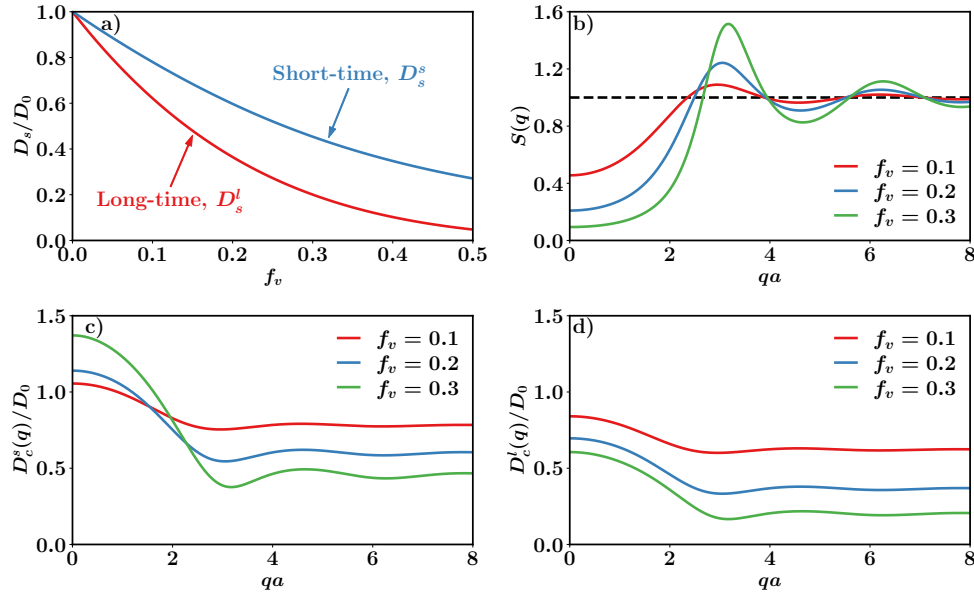 a)
1.0
0.8
0.6
0.4
0.2
0.0
D_s/D_0
Short-time, D_s^s
Long-time, D_s^l
0.0 0.1 0.2 0.3 0.4 0.5
f_v
b)
1.6
1.2
0.8
0.4
0.0
S(q)
f_v = 0.1
f_v = 0.2
f_v = 0.3
0 2 4 6 8
qa
c)
1.5
1.0
0.5
0.0
D_c^s(q)/D_0
f_v = 0.1
f_v = 0.2
f_v = 0.3
0 2 4 6 8
qa
d)
1.5
1.0
0.5
0.0
D_c^l(q)/D_0
f_v = 0.1
f_v = 0.2
f_v = 0.3
0 2 4 6 8
qa